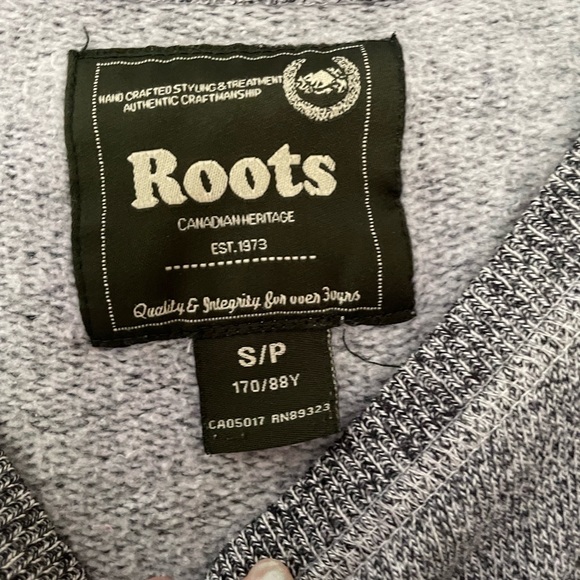 HAND CRAFTED STYLING & TREATMENT
AUTHENTIC CRAFTMANSHIP
Roots
CANADIAN HERITAGE
EST.1973
Quality & Integrity for over 30yrs
S/P
170/88Y
CA05017 RN89323